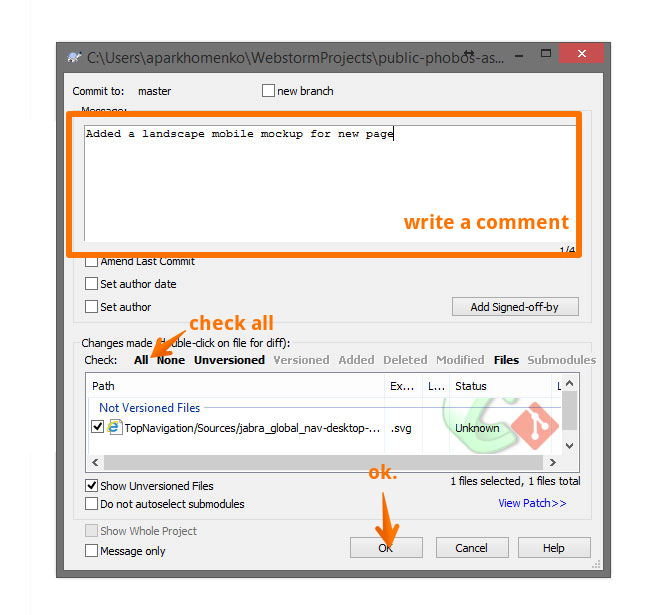 C:\Users\aparkhomenko\WebstormProjects\public-phobos-as...
Commit to: master new branch
Message:
Added a landscape mobile mockup for new page
write a comment
1/4
Amend Last Commit
Set author date
Set author Add Signed-off-by
check all
Changes made (double-click on file for diff):
Check: All None Unversioned Versioned Added Deleted Modified Files Submodules
Path Ex... L... Status L
Not Versioned Files
TopNavigation/Sources/jabra_global_nav-desktop-... .svg Unknown
ok.
Show Unversioned Files 1 files selected, 1 files total
Do not autoselect submodules View Patch>>
Show Whole Project
Message only OK Cancel Help